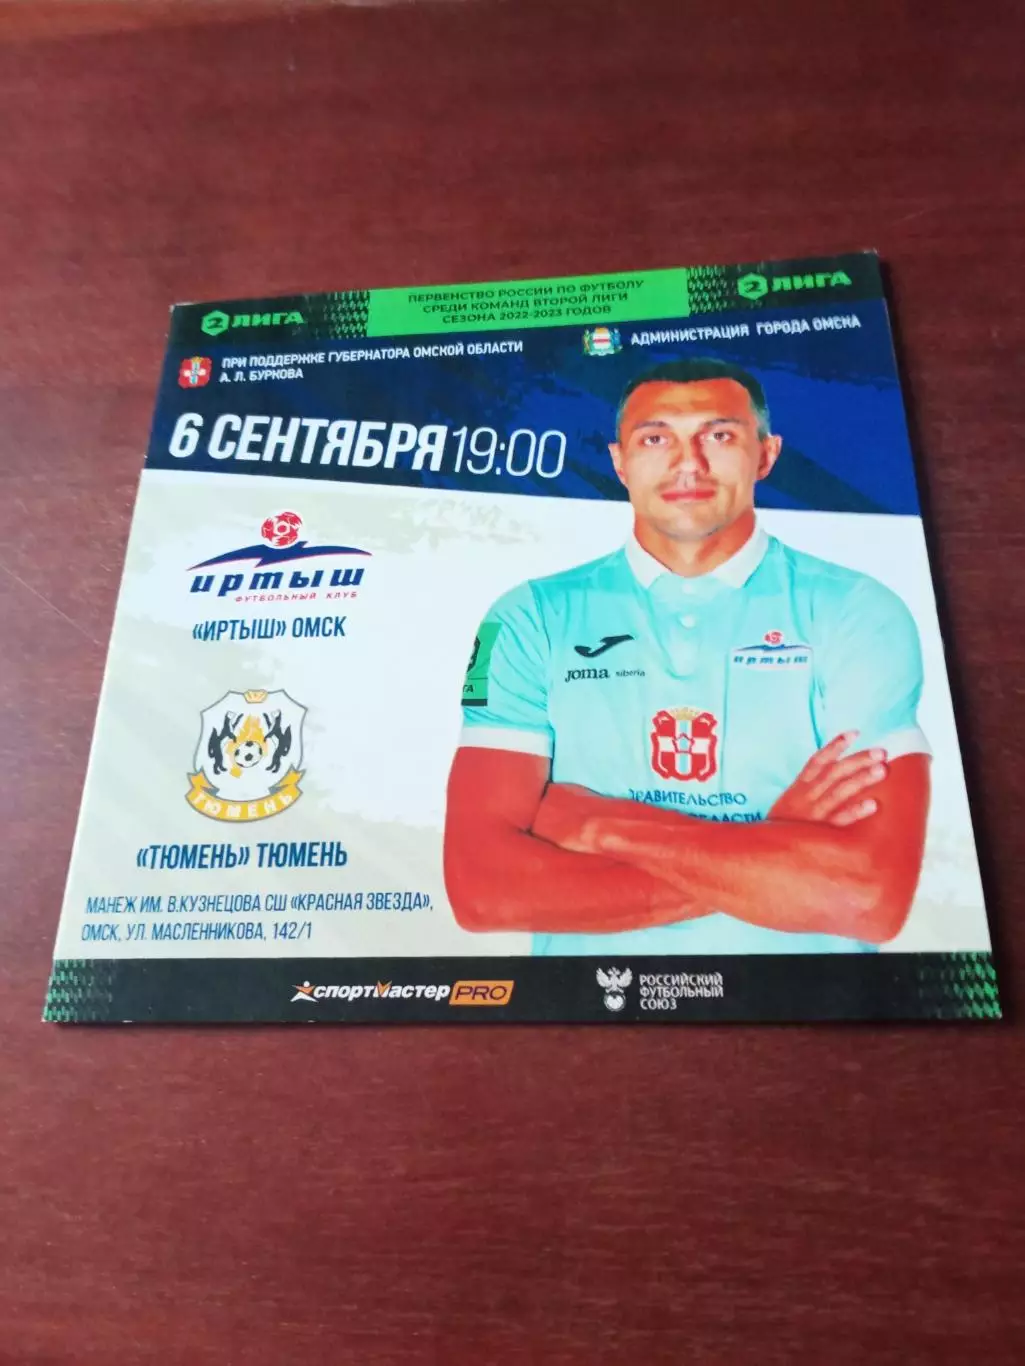 2 ЛИГА
ПЕРВЕНСТВО РОССИИ ПО ФУТБОЛУ
СРЕДИ КОМАНД ВТОРОЙ ЛИГИ
СЕЗОНА 2022-2023 ГОДОВ
2 ЛИГА
ПРИ ПОДДЕРЖКЕ ГУБЕРНАТОРА ОМСКОЙ ОБЛАСТИ
А. Л. БУРКОВА
АДМИНИСТРАЦИЯ ГОРОДА ОМСКА
6 СЕНТЯБРЯ 19:00
ИРТЫШ
ФУТБОЛЬНЫЙ КЛУБ
«ИРТЫШ» ОМСК
ТЮМЕНЬ
«ТЮМЕНЬ» ТЮМЕНЬ
МАНЕЖ ИМ. В.КУЗНЕЦОВА СШ «КРАСНАЯ ЗВЕЗДА»,
ОМСК, УЛ. МАСЛЕННИКОВА, 142/1
Joma siberia
ИРТЫШ
СПОРТМАСТЕР PRO
РОССИЙСКИЙ
ФУТБОЛЬНЫЙ
СОЮЗ